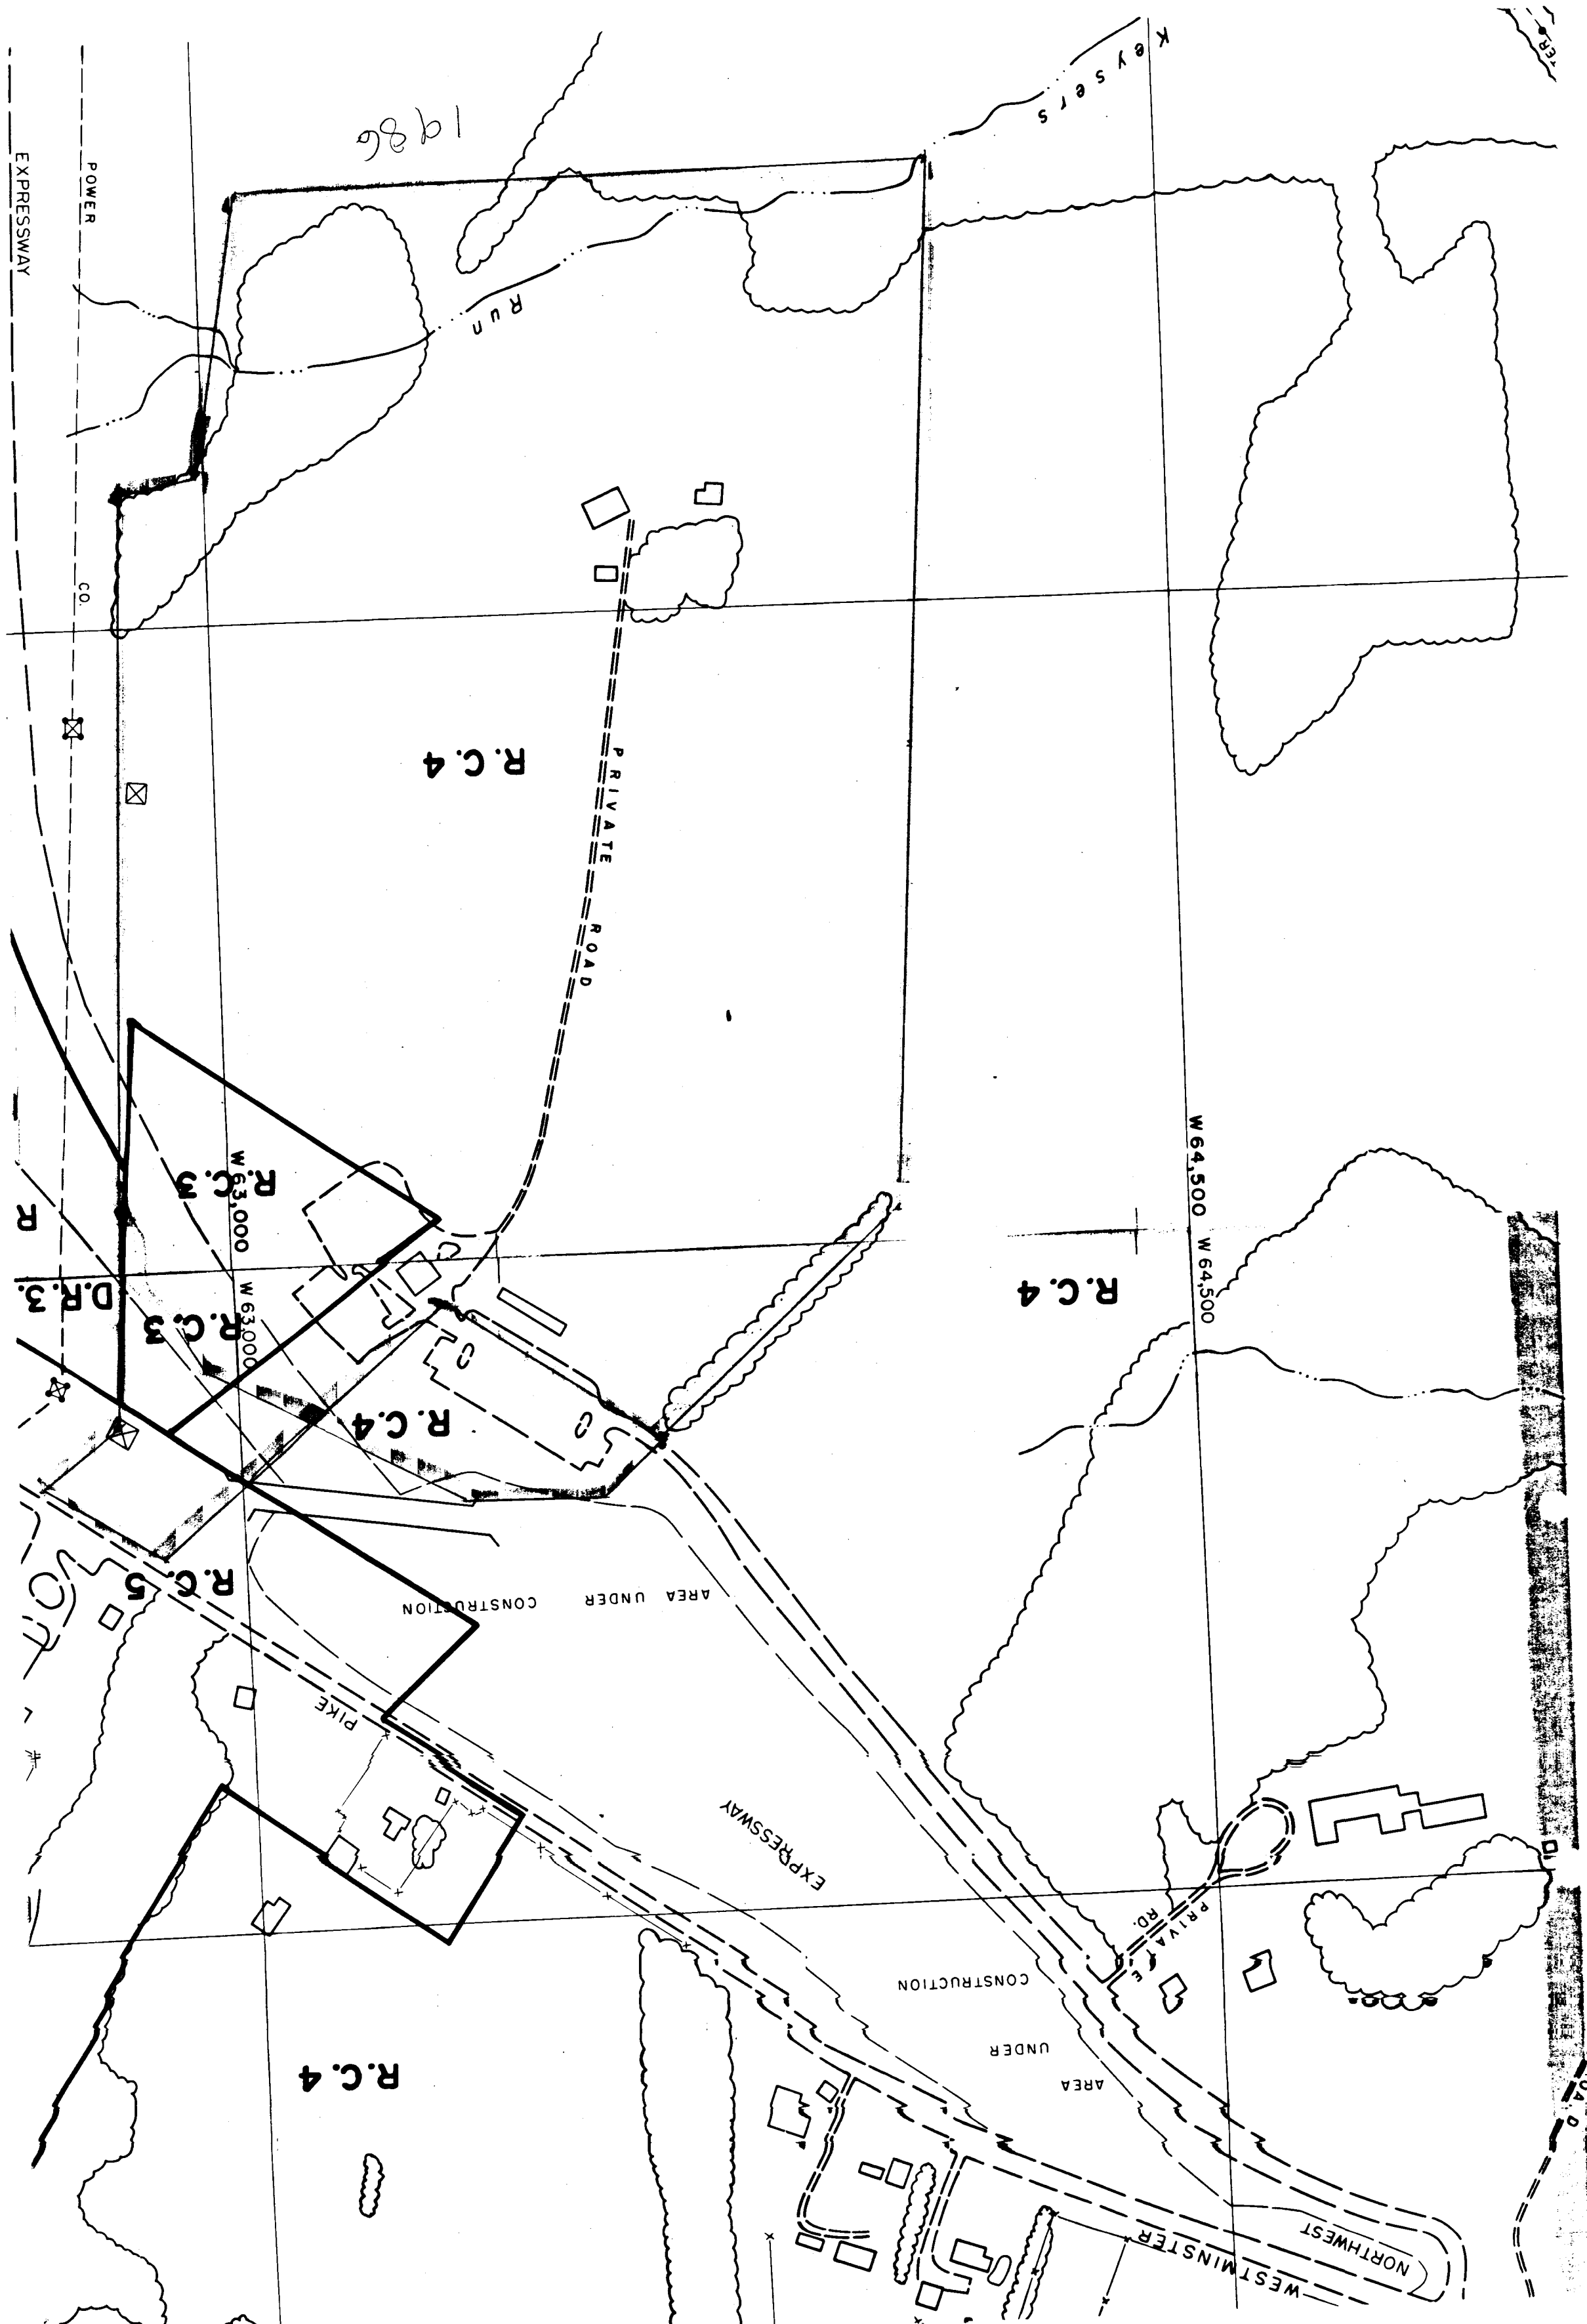 Keysers
TER
1986
POWER
EXPRESSWAY
Run
CO.
R.C.4
PRIVATE ROAD
W 64,500
W 63,000
R.C.3
R
W 64,500
R.C.4
D.R.3.
W 63,000
R.C.3
R.C.4
R.C.5
AREA UNDER CONSTRUCTION
PIKE
EXPRESSWAY
PRIVATE
RD.
CONSTRUCTION
UNDER
AREA
R.C.4
NORTHWEST
WESTMINSTER